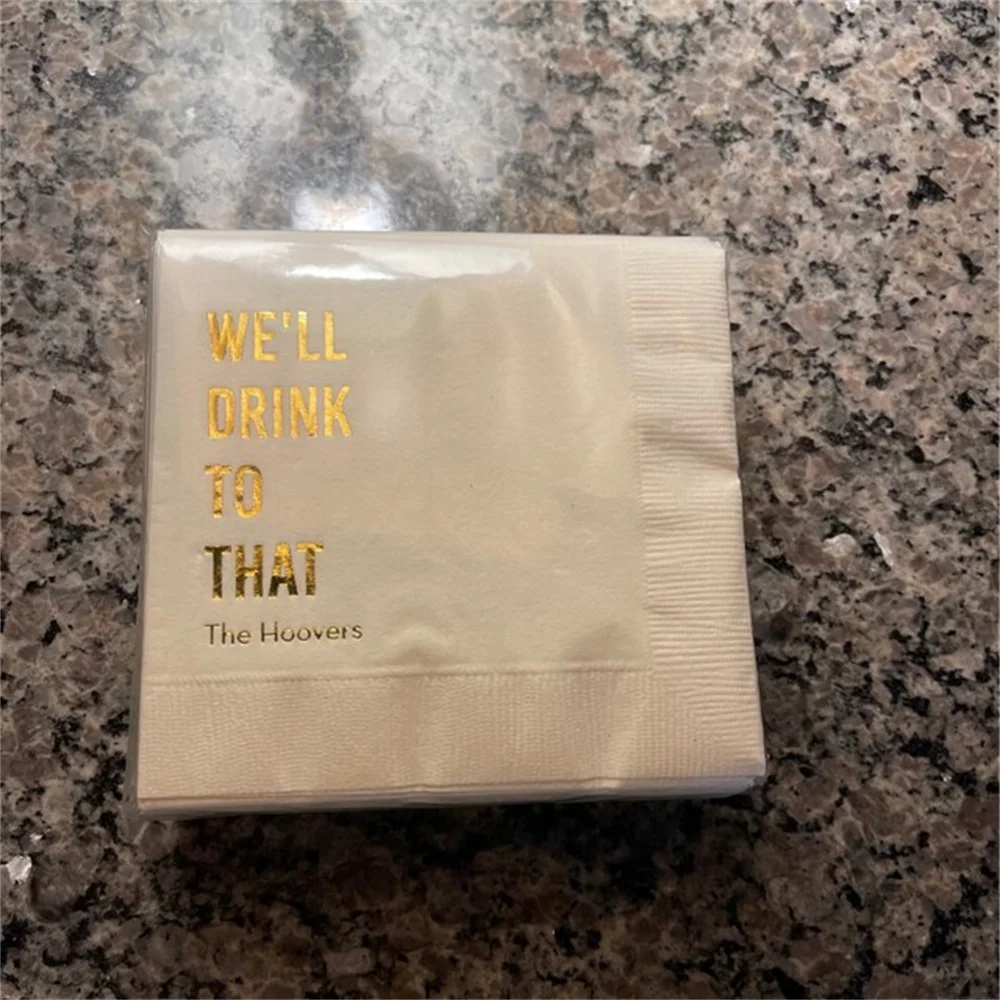 WE'LL
DRINK
TO
THAT
The Hoovers